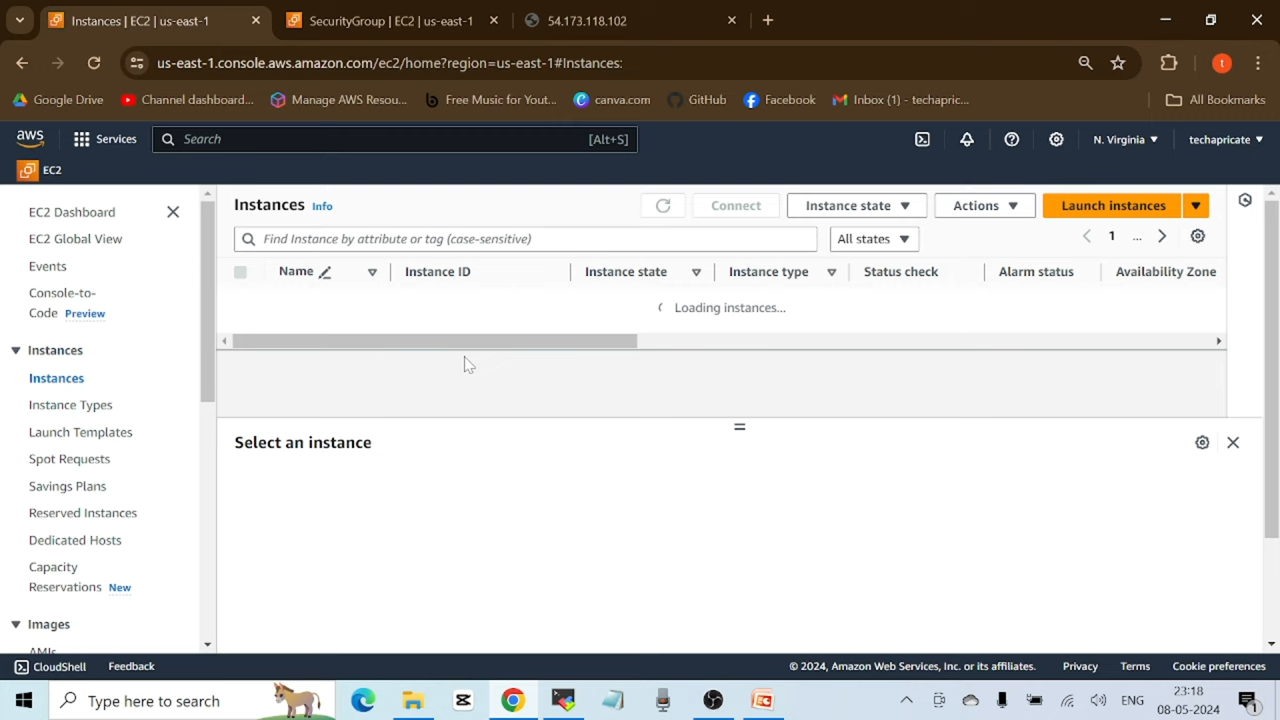 Instances | EC2 | us-east-1
SecurityGroup | EC2 | us-east-1
54.173.118.102
us-east-1.console.aws.amazon.com/ec2/home?region=us-east-1#Instances:
t
Google Drive
Channel dashboard...
Manage AWS Resou...
Free Music for Yout...
canva.com
GitHub
Facebook
Inbox (1) - techapric...
All Bookmarks
aws
Services
Search
[Alt+S]
N. Virginia
techapricate
EC2
EC2 Dashboard
EC2 Global View
Events
Console-to-
Code Preview
Instances
Instances
Instance Types
Launch Templates
Spot Requests
Savings Plans
Reserved Instances
Dedicated Hosts
Capacity
Reservations New
Images
AMIs
Instances Info
Connect
Instance state
Actions
Launch instances
Find Instance by attribute or tag (case-sensitive)
All states
1 ...
Name
Instance ID
Instance state
Instance type
Status check
Alarm status
Availability Zone
Loading instances...
Select an instance
CloudShell
Feedback
© 2024, Amazon Web Services, Inc. or its affiliates.
Privacy
Terms
Cookie preferences
Type here to search
ENG
23:18
08-05-2024
1